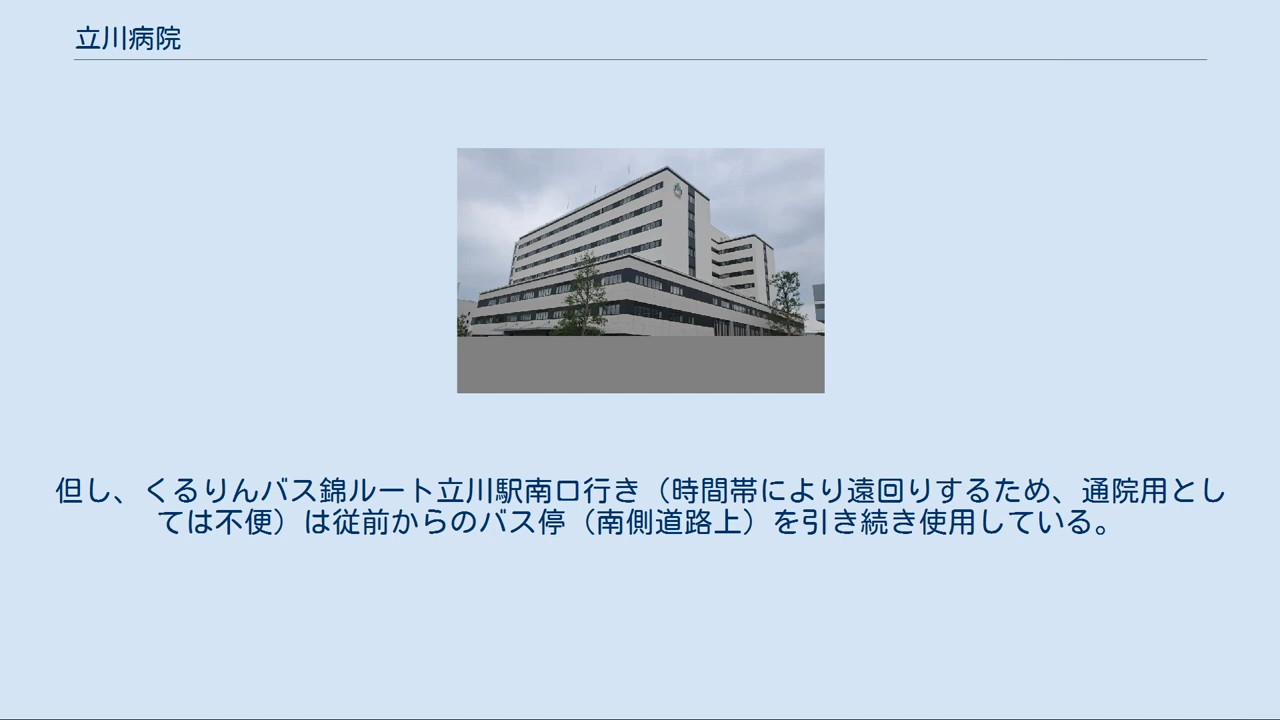 立川病院
但し、くるりんバス錦ルート立川駅南口行き（時間帯により遠回りするため、通院用とし
ては不便）は従前からのバス停（南側道路上）を引き続き使用している。